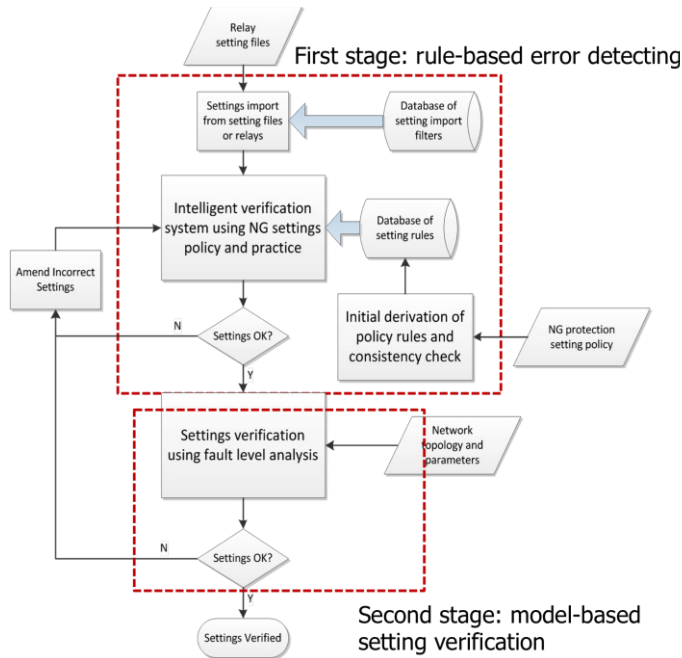 Relay
setting files
First stage: rule-based error detecting
Settings import
from setting files
or relays
Database of
setting import
filters
Intelligent verification
system using NG settings
policy and practice
Database of
setting rules
Amend Incorrect
Settings
N
Settings OK?
Initial derivation of
policy rules and
consistency check
NG protection
setting policy
Y
Settings verification
using fault level analysis
Network
topology and
parameters
N
Settings OK?
Y
Settings Verified
Second stage: model-based
setting verification